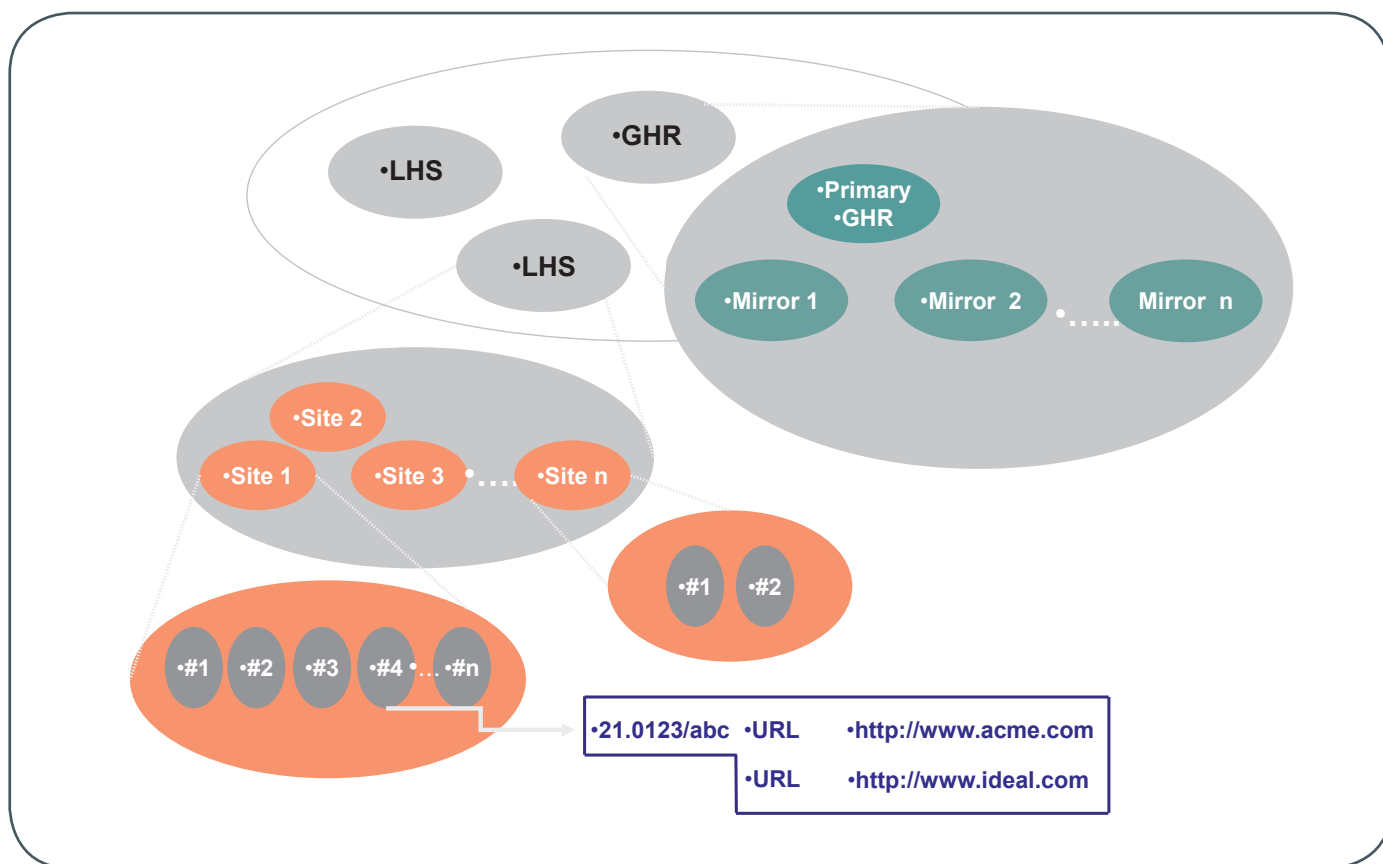 •GHR
•LHS
•LHS
•Primary
•GHR
•Mirror 1
•Mirror  2
•.....
Mirror  n
•Site 2
•Site 1
•Site 3
•....
•Site n
•#1
•#2
•#1
•#2
•#3
•#4
•...
•#n
•21.0123/abc •URL •http://www.acme.com
•URL •http://www.ideal.com